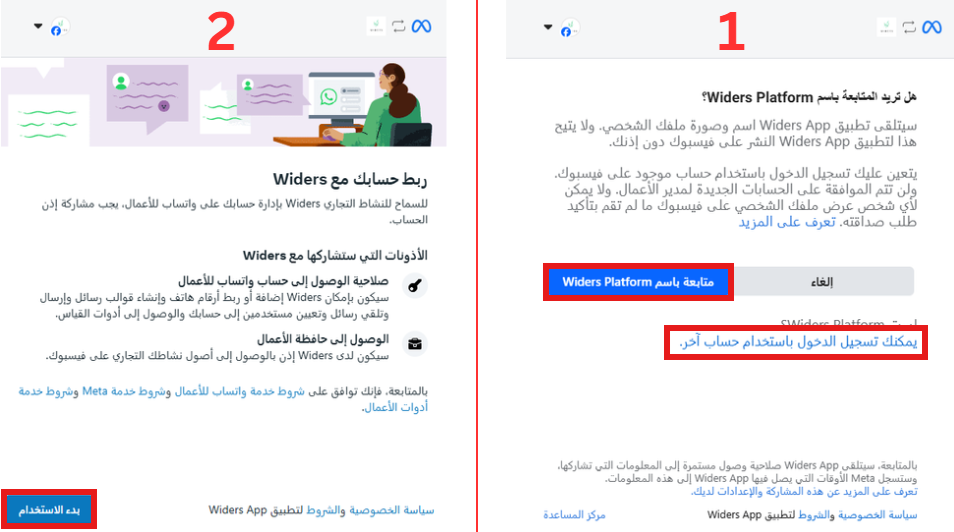 1
هل تريد المتابعة باسم Widers Platform؟
سيتلقى تطبيق Widers App اسم وصورة ملفك الشخصي. ولا يتيح
هذا لتطبيق Widers App النشر على فيسبوك دون إذنك.
يتعين عليك تسجيل الدخول باستخدام حساب موجود على فيسبوك.
ولن تتم الموافقة على الحسابات الجديدة لمدير الأعمال. ولا يمكن
لأي شخص عرض ملفك الشخصي على فيسبوك ما لم تقم بتأكيد
طلب صداقته. تعرف على المزيد
إلغاء
متابعة باسم Widers Platform
لست Widers Platform؟
يمكنك تسجيل الدخول باستخدام حساب آخر.
بالمتابعة، سيتلقى Widers App صلاحية وصول مستمرة إلى المعلومات التي تشاركها،
وستسجل Meta الأوقات التي يصل فيها Widers App إلى هذه المعلومات.
تعرف على المزيد عن هذه المشاركة والإعدادات لديك.
سياسة الخصوصية والشروط لتطبيق Widers App
مركز المساعدة
2
ربط حسابك مع Widers
للسماح للنشاط التجاري Widers بإدارة حسابك على واتساب للأعمال، يجب مشاركة إذن
الحساب.
الأذونات التي ستشاركها مع Widers
صلاحية الوصول إلى حساب واتساب للأعمال
سيكون بإمكان Widers إضافة أو ربط أرقام هاتف وإنشاء قوالب رسائل وإرسال
وتلقي رسائل وتعيين مستخدمين إلى حسابك والوصول إلى أدوات القياس.
الوصول إلى حافظة الأعمال
سيكون لدى Widers إذن بالوصول إلى أصول نشاطك التجاري على فيسبوك.
بالمتابعة، فإنك توافق على شروط خدمة واتساب للأعمال وشروط خدمة Meta وشروط خدمة
أدوات الأعمال.
سياسة الخصوصية والشروط لتطبيق Widers App
بدء الاستخدام